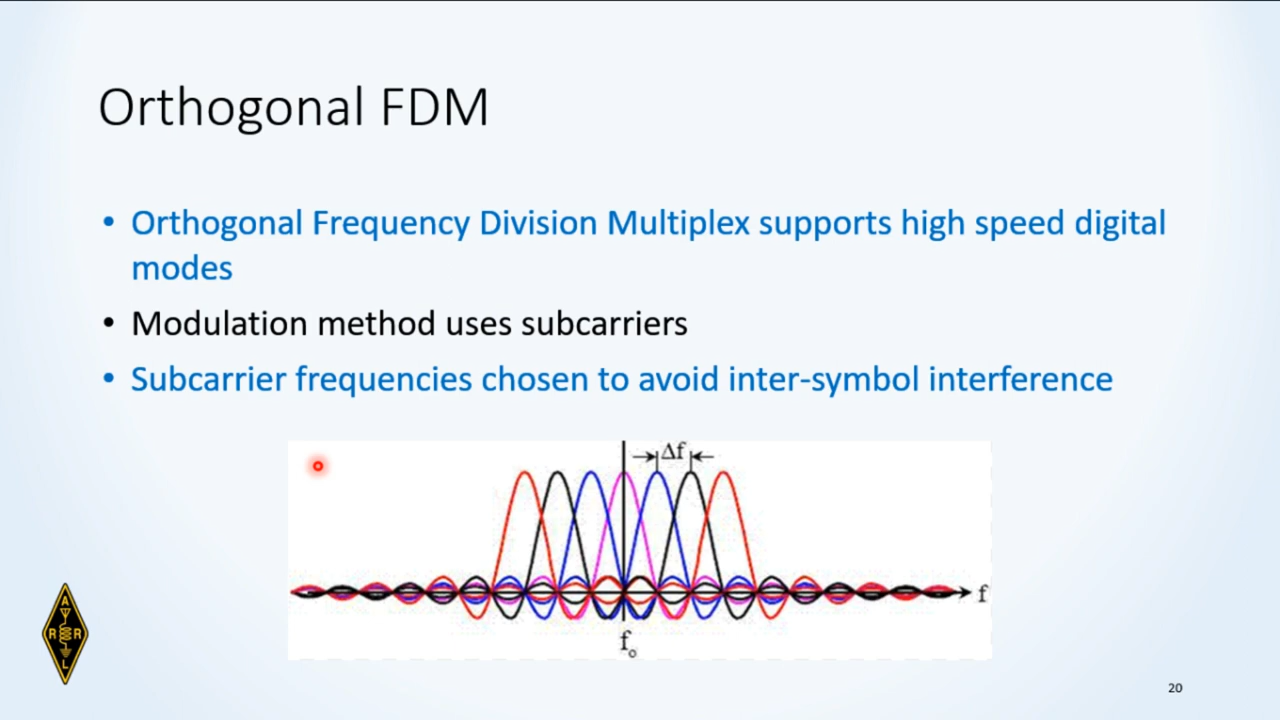 Orthogonal FDM
• Orthogonal Frequency Division Multiplex supports high speed digital
modes
• Modulation method uses subcarriers
• Subcarrier frequencies chosen to avoid inter-symbol interference
Δf
f
fo
A
R R
L
20